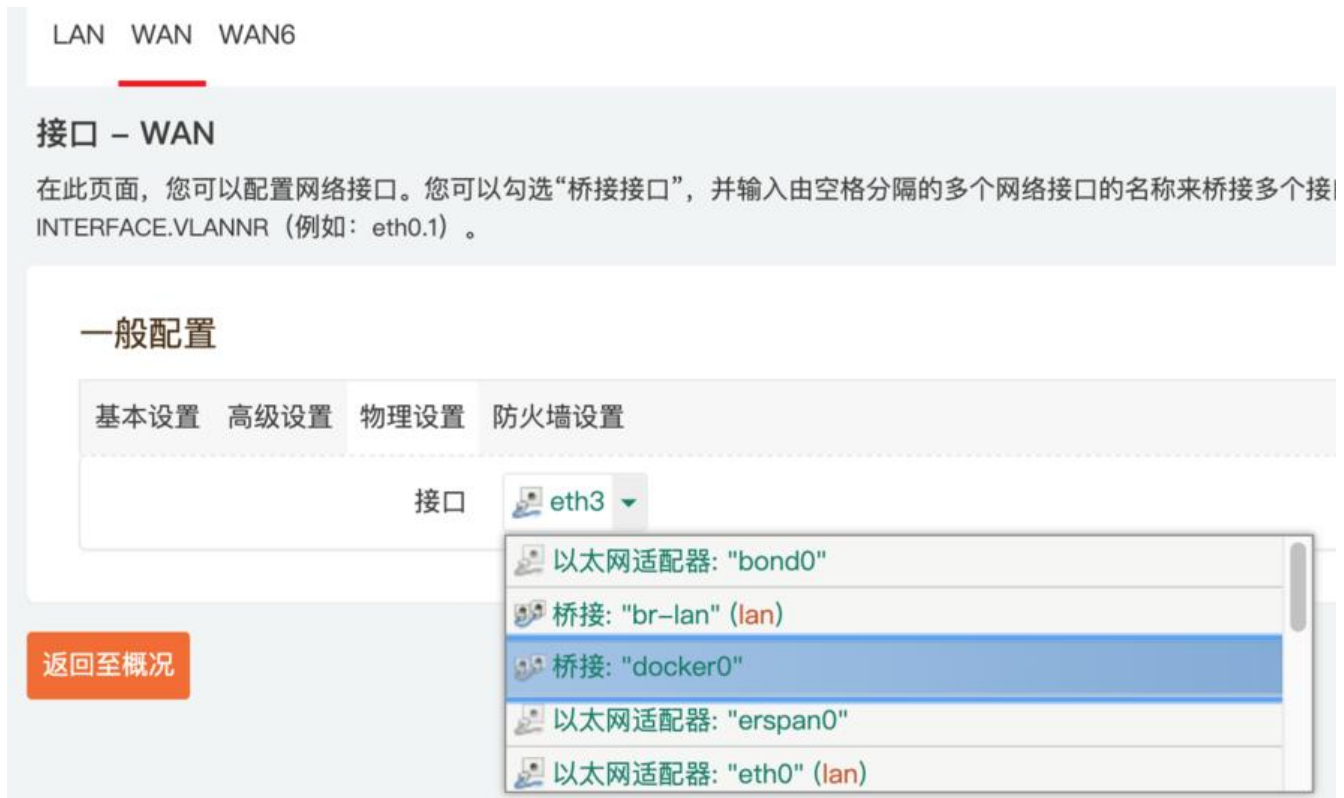 LAN WAN WAN6
接口 – WAN
在此页面，您可以配置网络接口。您可以勾选“桥接接口”，并输入由空格分隔的多个网络接口的名称来桥接多个接
INTERFACE.VLANNR（例如：eth0.1）。
一般配置
基本设置 高级设置 物理设置 防火墙设置
接口 eth3
以太网适配器: "bond0"
桥接: "br-lan" (lan)
桥接: "docker0"
返回至概况
以太网适配器: "erspan0"
以太网适配器: "eth0" (lan)